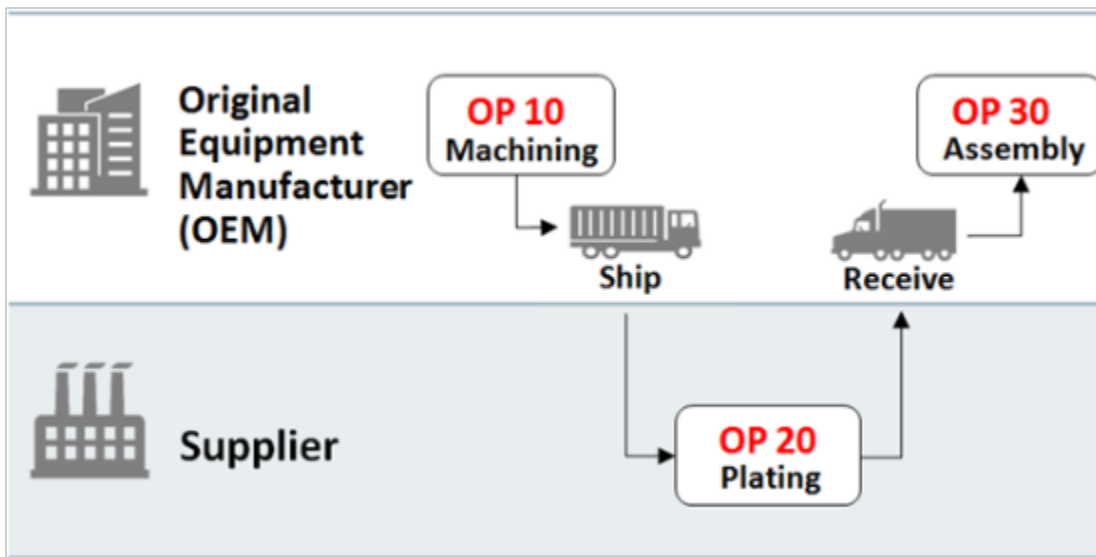 Original
Equipment
Manufacturer
(OEM)
OP 10
Machining
Ship
Receive
OP 30
Assembly
Supplier
OP 20
Plating